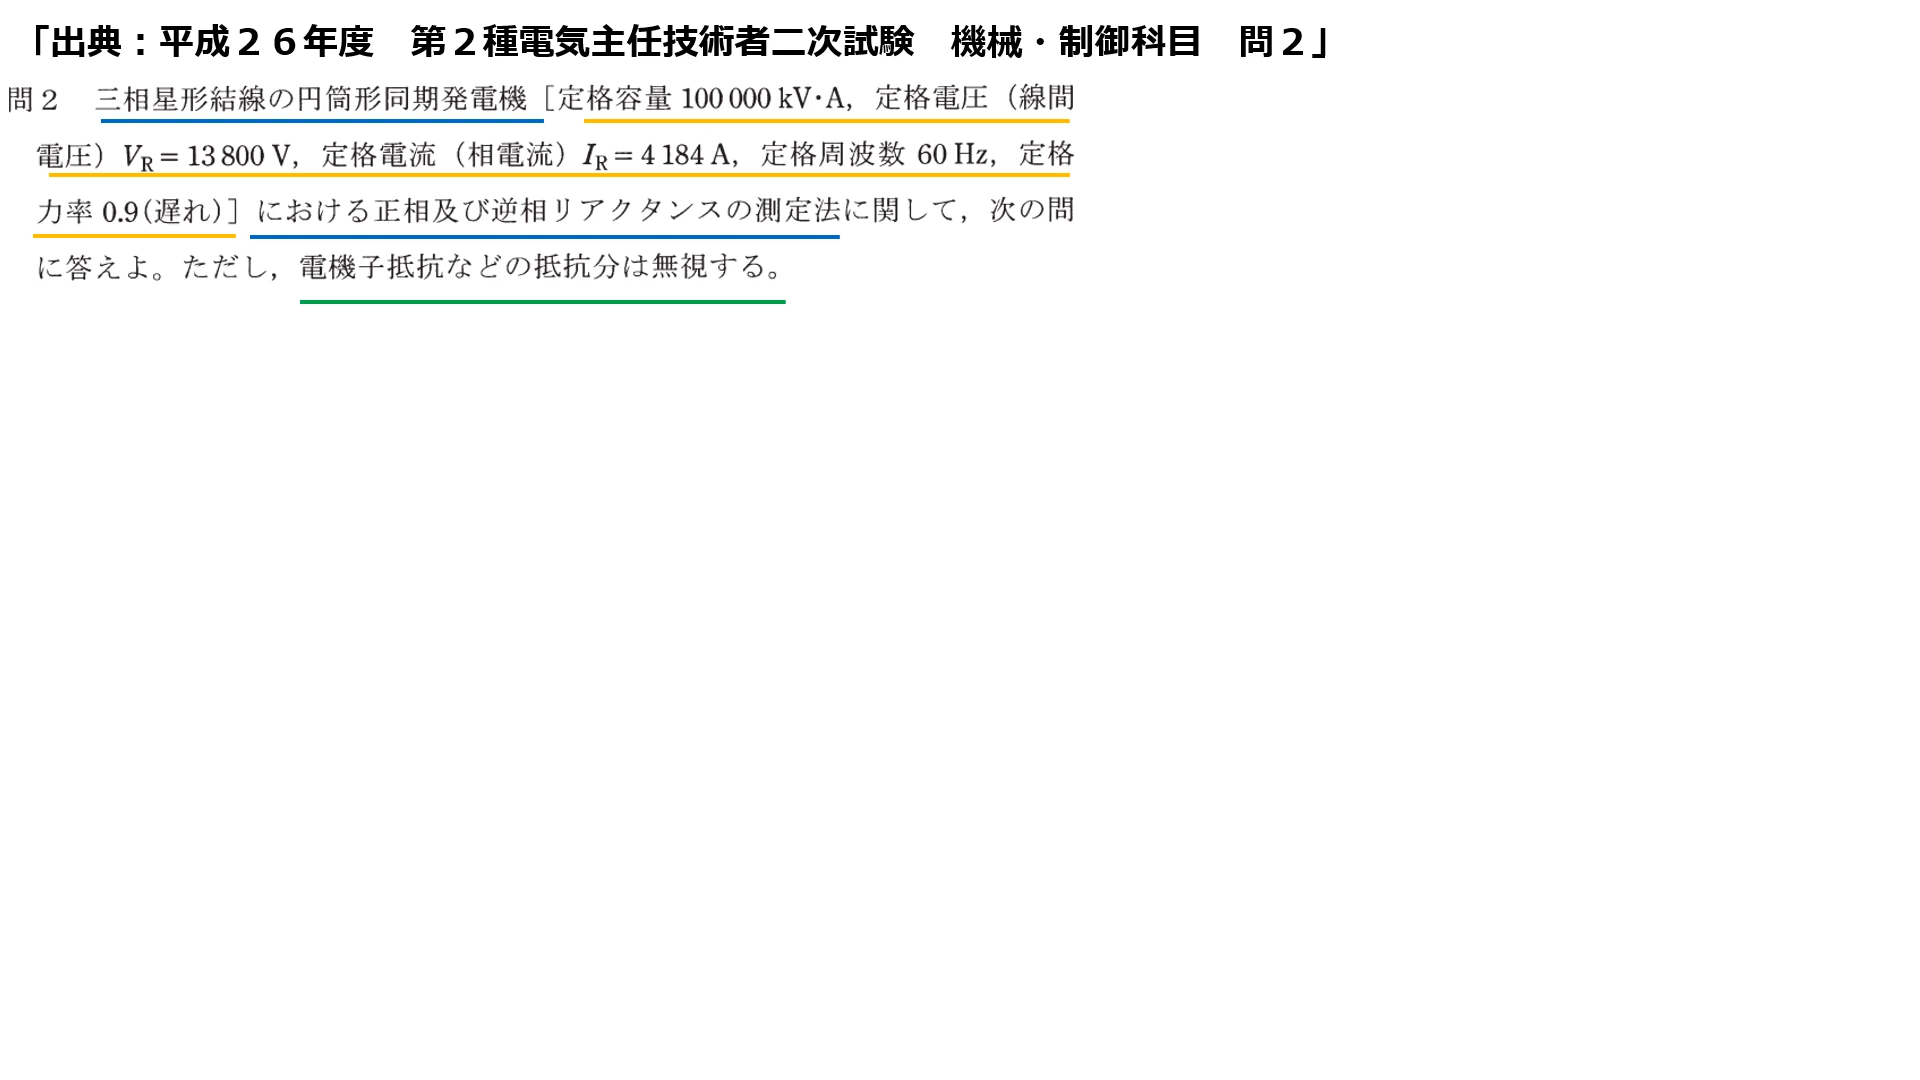 「出典：平成２６年度　第２種電気主任技術者二次試験　機械・制御科目　問２」
問２　三相星形結線の円筒形同期発電機［定格容量 100 000 kV·A，定格電圧（線間
電圧）VR = 13 800 V，定格電流（相電流）IR = 4 184 A，定格周波数 60 Hz，定格
力率 0.9(遅れ)］における正相及び逆相リアクタンスの測定法に関して，次の問
に答えよ。ただし，電機子抵抗などの抵抗分は無視する。